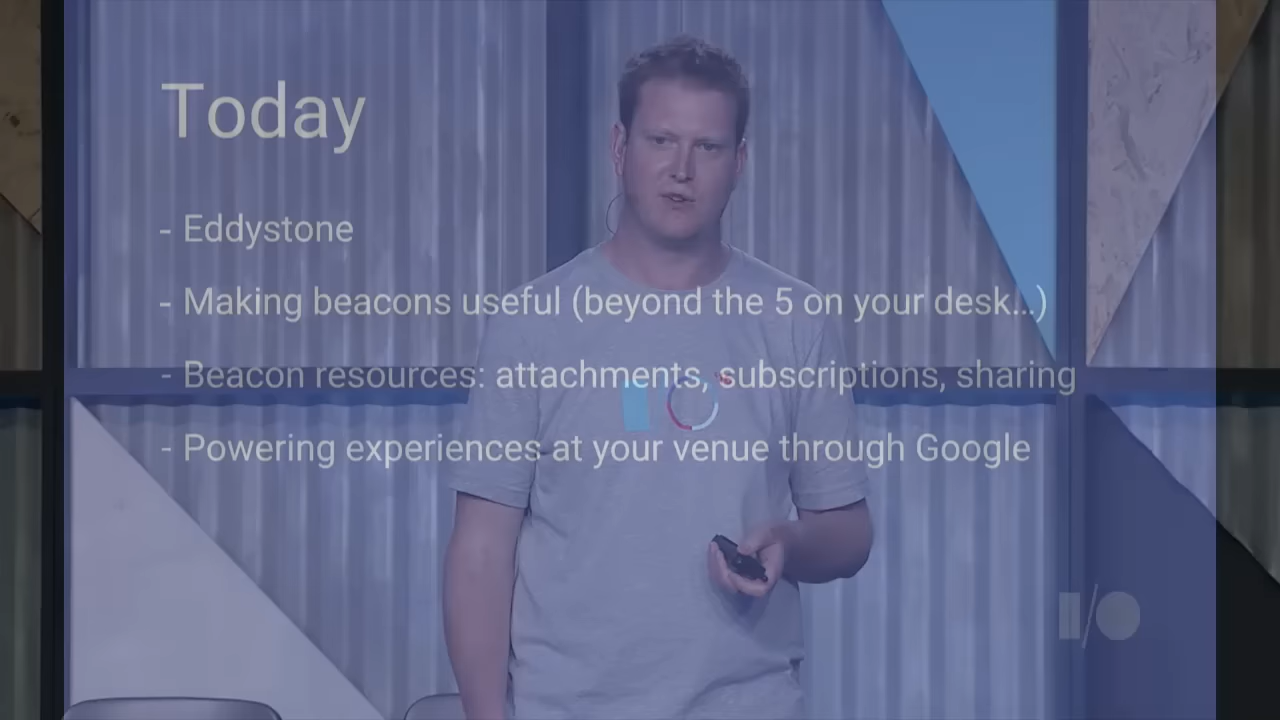 Today
- Eddystone
- Making beacons useful (beyond the 5 on your desk...)
- Beacon resources: attachments, subscriptions, sharing
- Powering experiences at your venue through Google
I/O